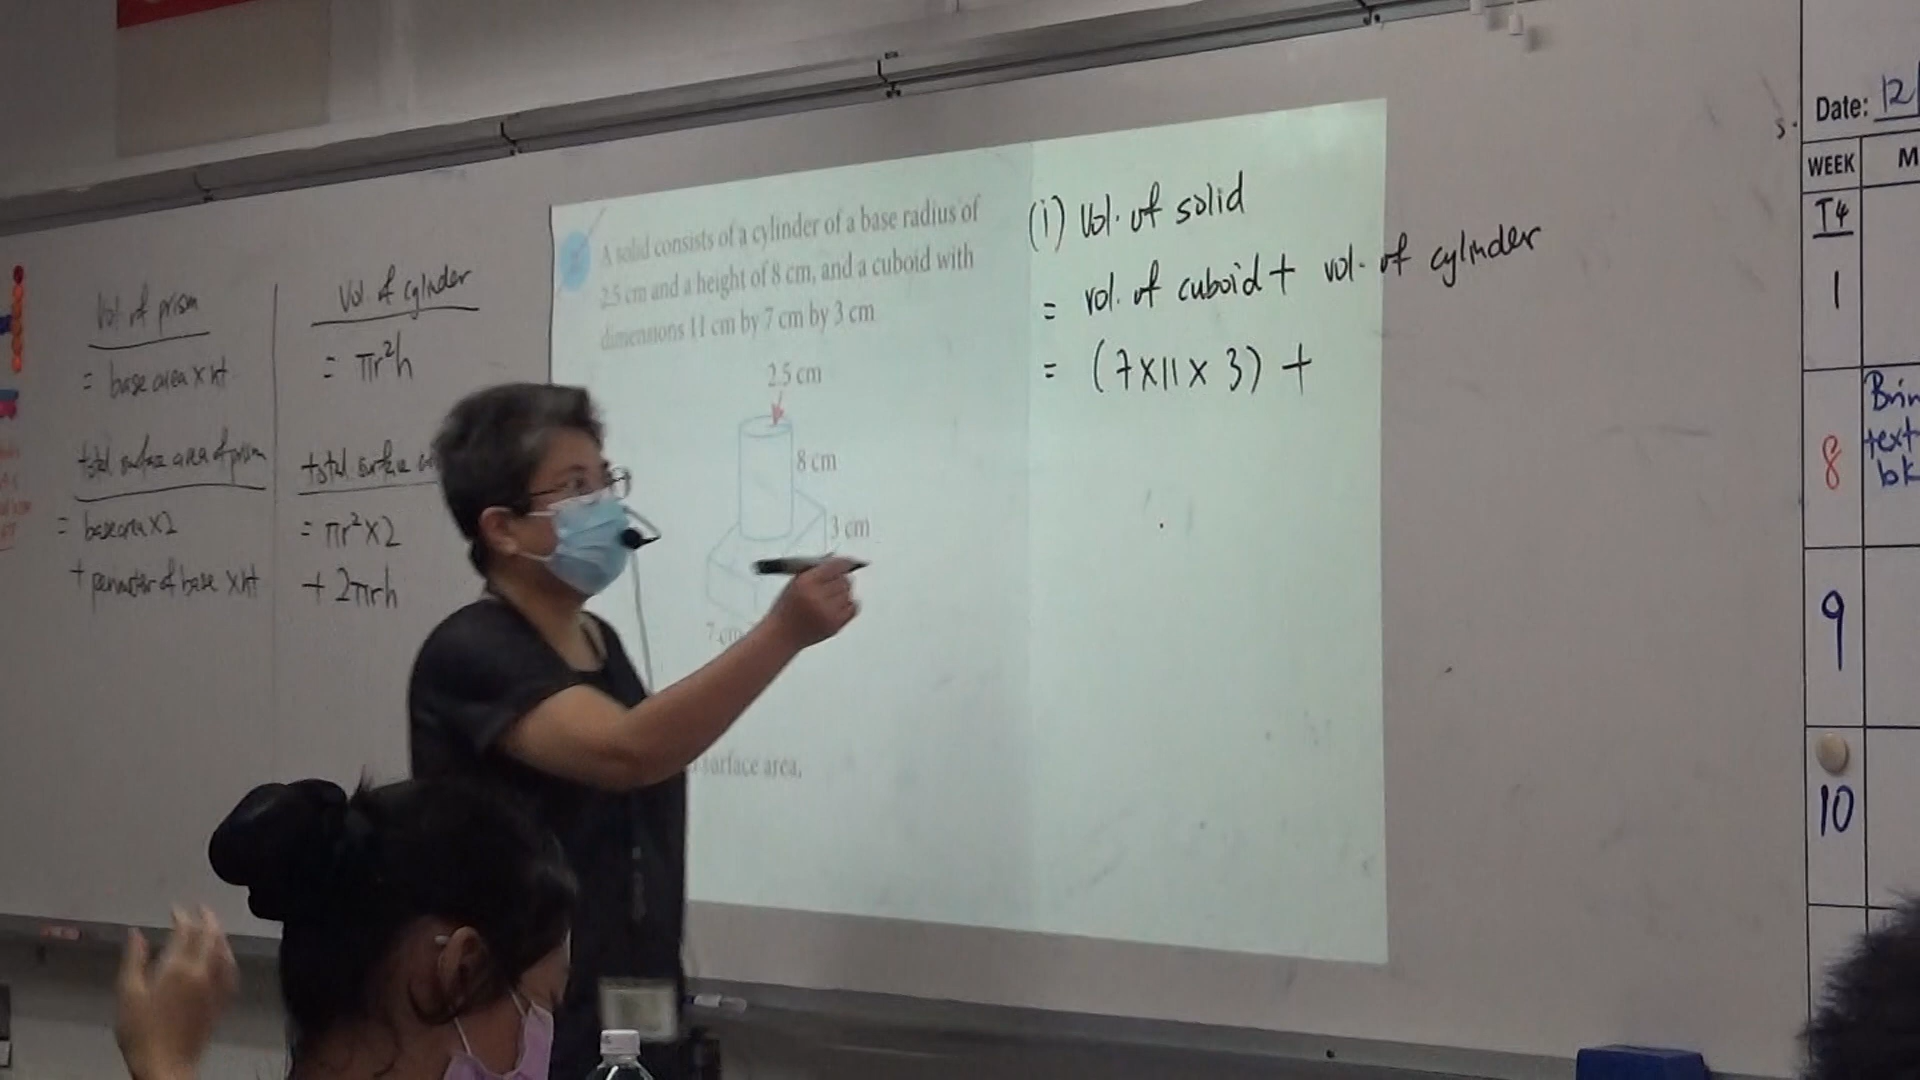 Vol. of prism
= base area x ht
total surface area of prism
= base area x2
+ perimeter of base x ht
Vol. of cylinder
= πr²h
total surface
= πr² x 2
+ 2πrh
A solid consists of a cylinder of a base radius of
2.5 cm and a height of 8 cm, and a cuboid with
dimensions 11 cm by 7 cm by 3 cm
2.5 cm
8 cm
3 cm
7 cm
surface area,
(i) Vol. of solid
= vol. of cuboid + vol. of cylinder
= (7 x 11 x 3) +
Date: 12/
WEEK M
T4
1
8
text
bk
9
10